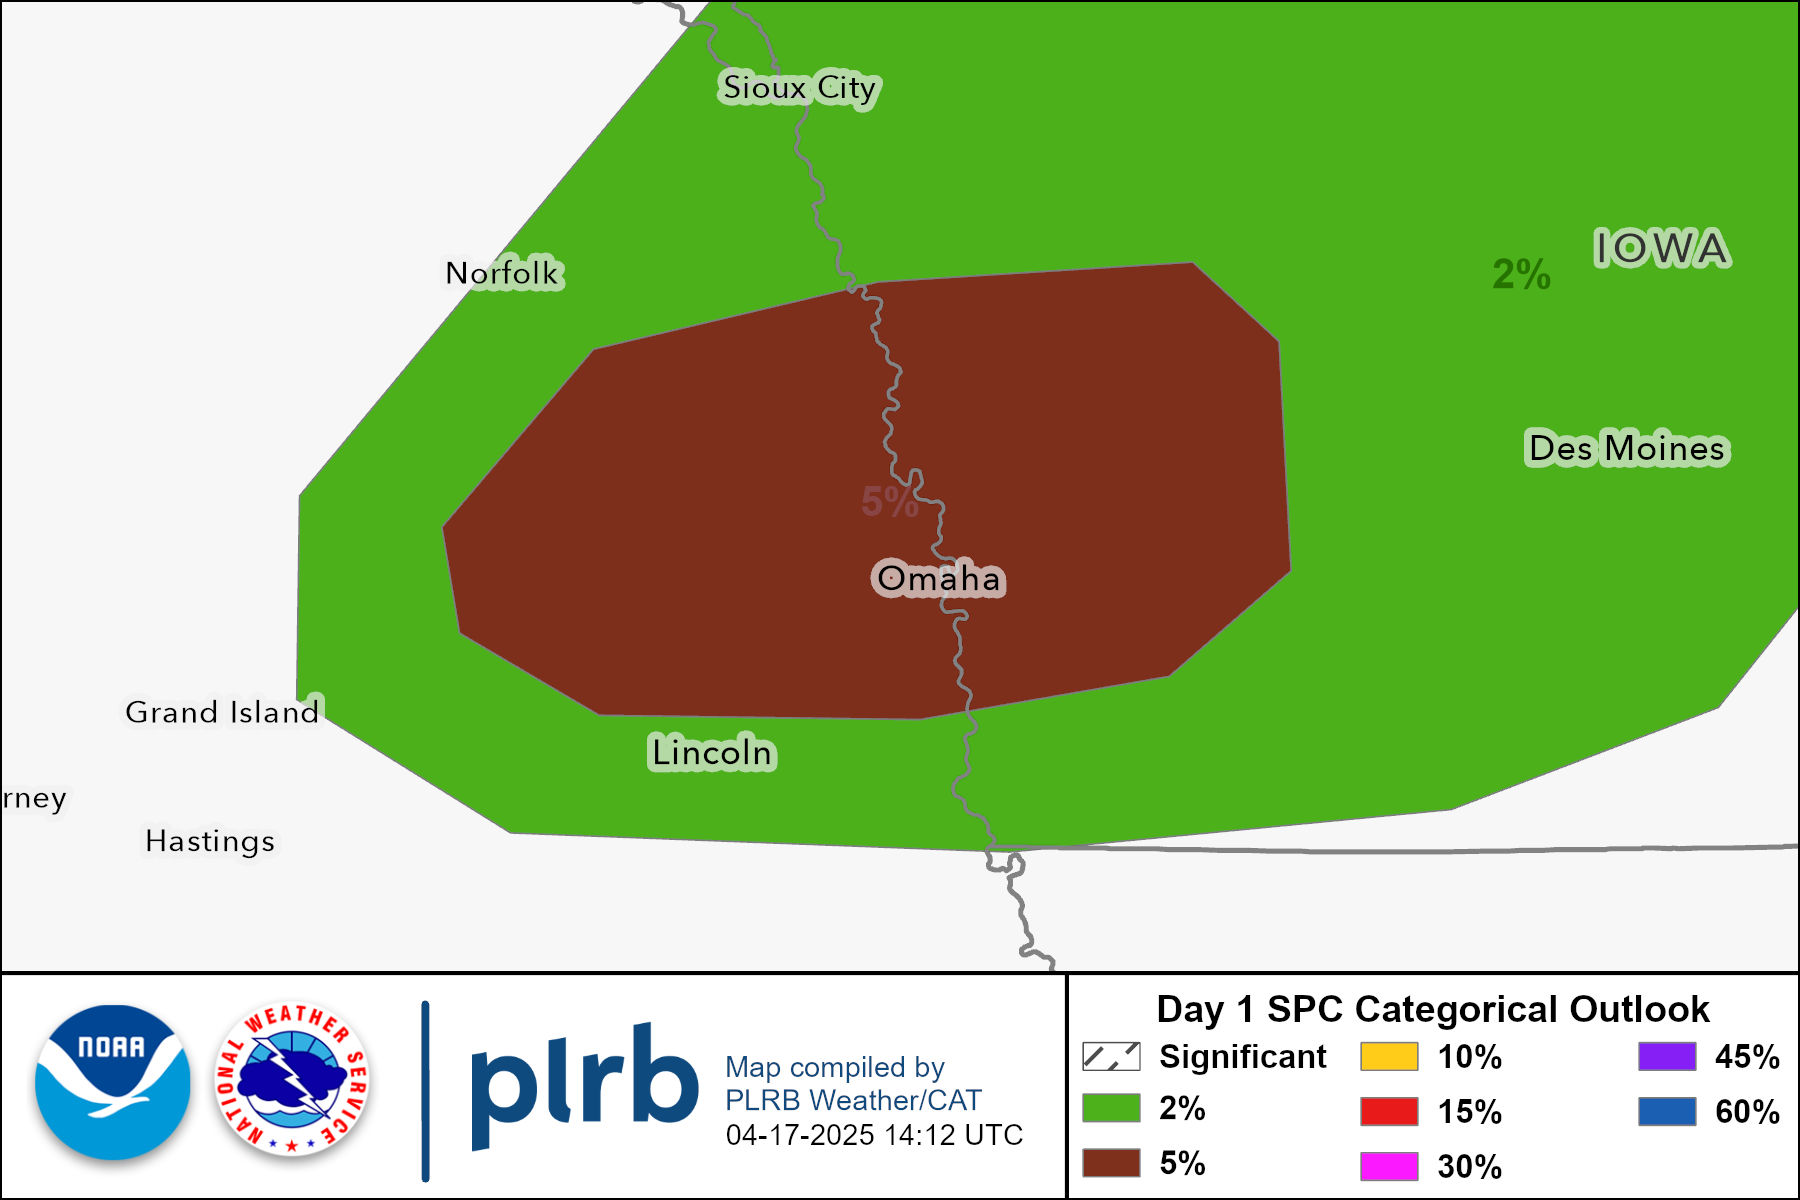 Sioux City
IOWA
Norfolk
2%
Des Moines
5%
Omaha
Grand Island
Lincoln
rney
Hastings
NOAA
NATIONAL WEATHER SERVICE
plrb
Map compiled by
PLRB Weather/CAT
04-17-2025 14:12 UTC
Day 1 SPC Categorical Outlook
Significant
2%
5%
10%
15%
30%
45%
60%